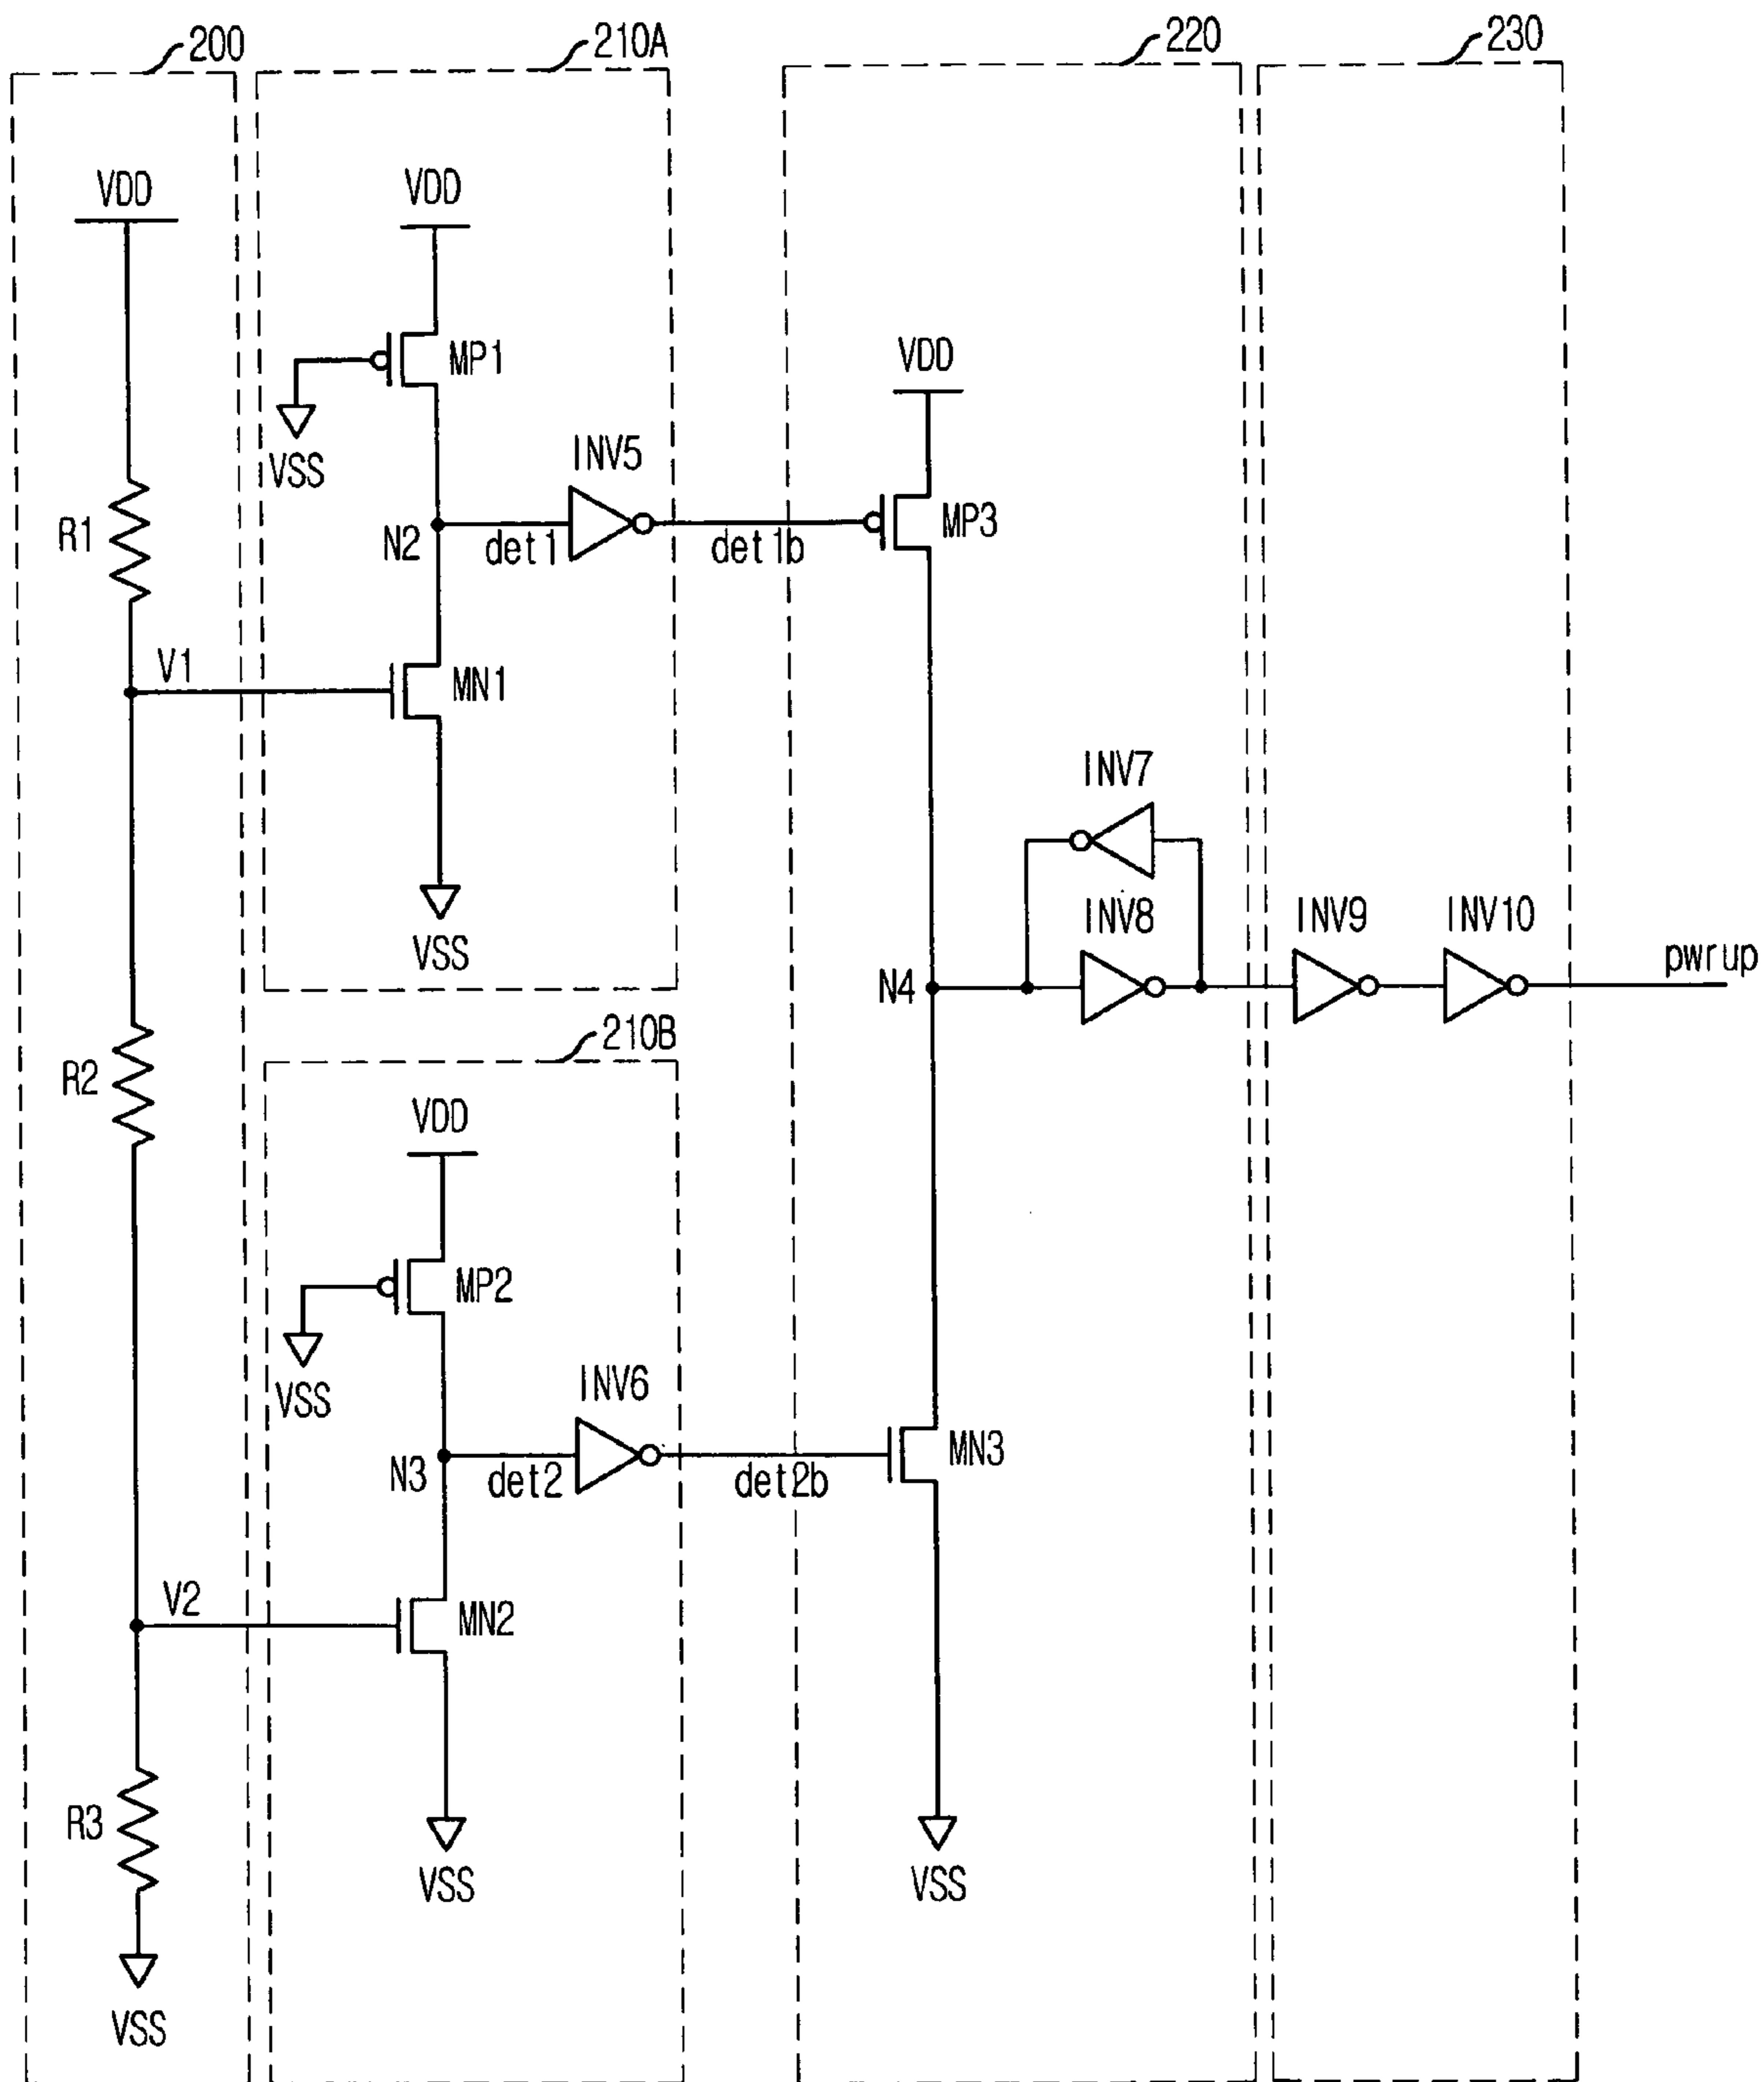 200
210A
220
230
VDD
VDD
MP1
VSS
VDD
INV5
R1
N2
det1
det1b
MP3
V1
MN1
INV7
VSS
INV8
INV9
INV10
N4
pwrup
210B
R2
VDD
MP2
VSS
INV6
N3
det2
det2b
MN3
V2
MN2
R3
VSS
VSS
VSS